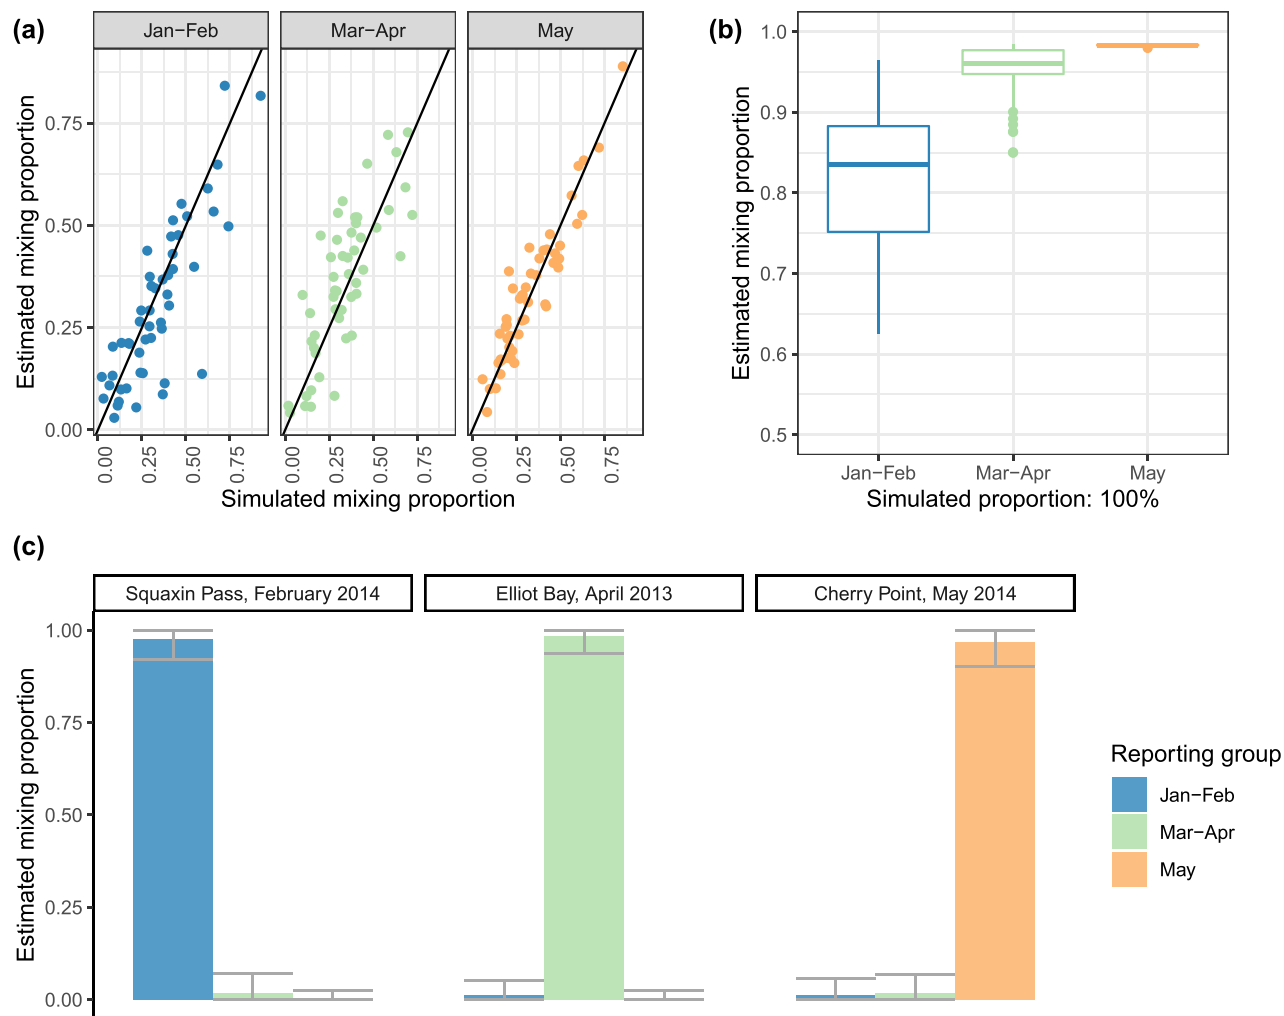 (a)
Jan−Feb
Mar−Apr
May
Estimated mixing proportion
0.75
0.50
0.25
0.00
0.00
0.25
0.50
0.75
0.00
0.25
0.50
0.75
0.00
0.25
0.50
0.75
Simulated mixing proportion
(b)
Estimated mixing proportion
1.0
0.9
0.8
0.7
0.6
0.5
Jan−Feb
Mar−Apr
May
Simulated proportion: 100%
(c)
Squaxin Pass, February 2014
Elliot Bay, April 2013
Cherry Point, May 2014
Estimated mixing proportion
1.00
0.75
0.50
0.25
0.00
Reporting group
Jan−Feb
Mar−Apr
May